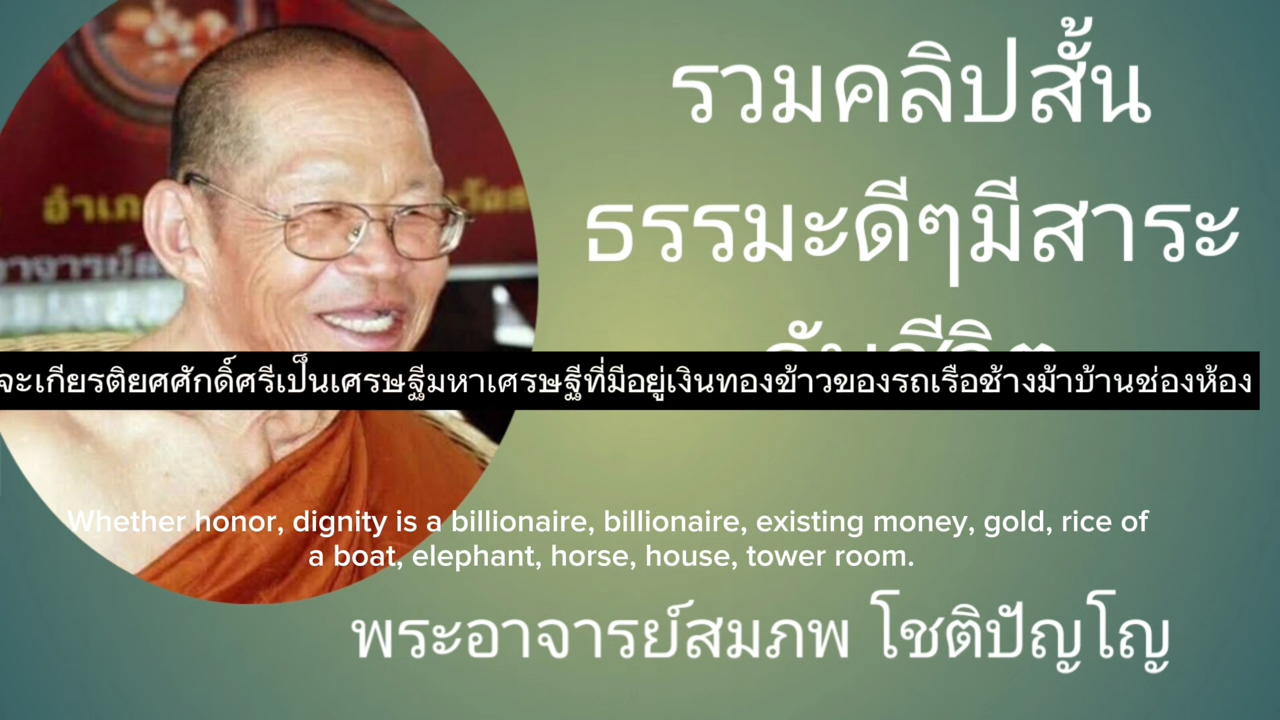 รวมคลิปสั้น
ธรรมะดีๆมีสาระ
กับชีวิต
จะเกียรติยศศักดิ์ศรีเป็นเศรษฐีมหาเศรษฐีที่มีอยู่เงินทองข้าวของรถเรือช้างม้าบ้านช่องห้อง
Whether honor, dignity is a billionaire, billionaire, existing money, gold, rice of
a boat, elephant, horse, house, tower room.
พระอาจารย์สมภพ โชติปัญโญ